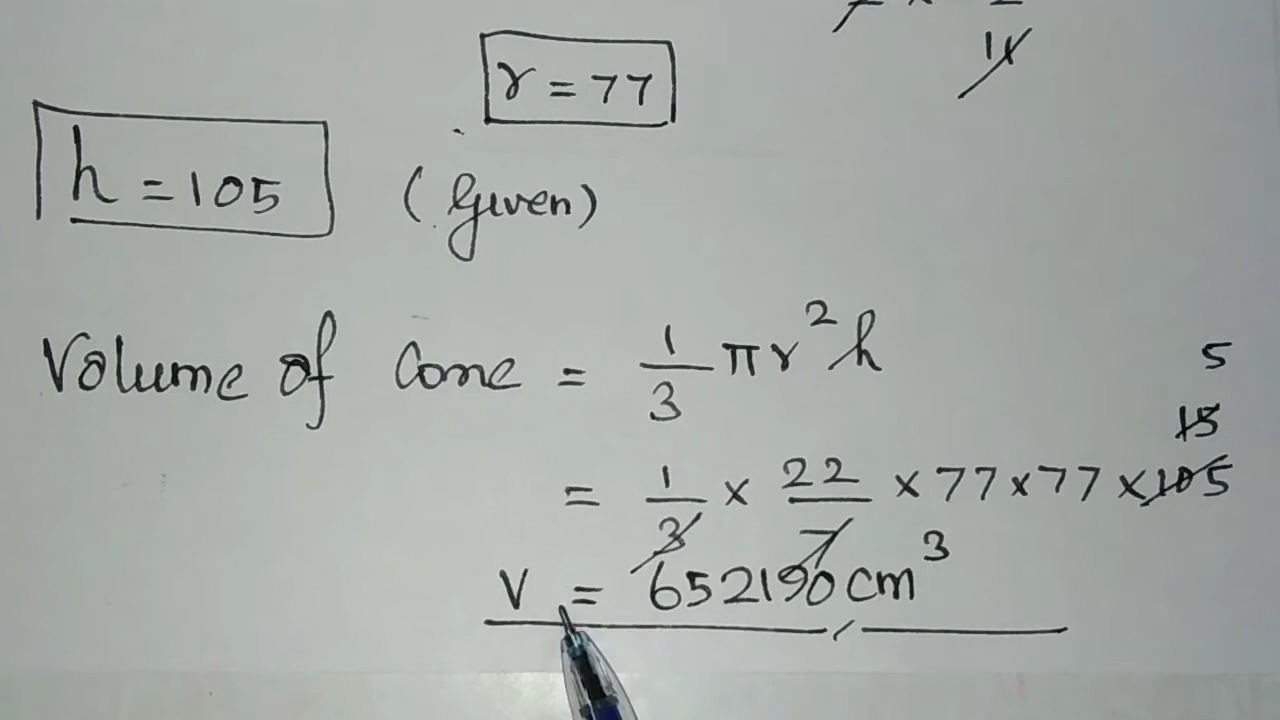 r = 77
h = 105 (Given)
Volume of Cone = 1/3 πr²h
5
15
= 1/3 × 22/7 × 77 × 77 × 105
V = 652190 cm³